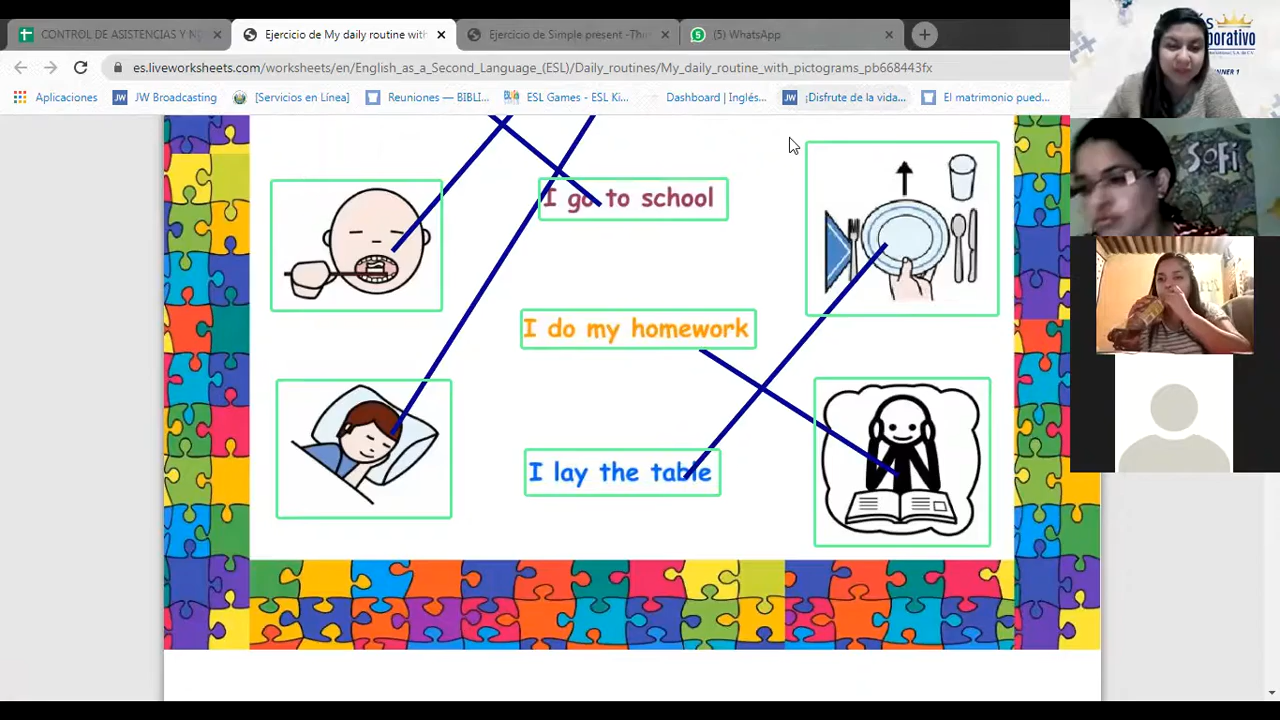 CONTROL DE ASISTENCIAS Y N
Ejercicio de My daily routine with
Ejercicio de Simple present - Thi
(5) WhatsApp
es.liveworksheets.com/worksheets/en/English_as_a_Second_Language_(ESL)/Daily_routines/My_daily_routine_with_pictograms_pb668443fx
Aplicaciones
JW Broadcasting
[Servicios en Línea]
Reuniones — BIBLI...
ESL Games - ESL Ki...
Dashboard | Inglés...
¡Disfrute de la vida...
El matrimonio pued...
I go to school
I do my homework
I lay the table
orporativo
SOFi